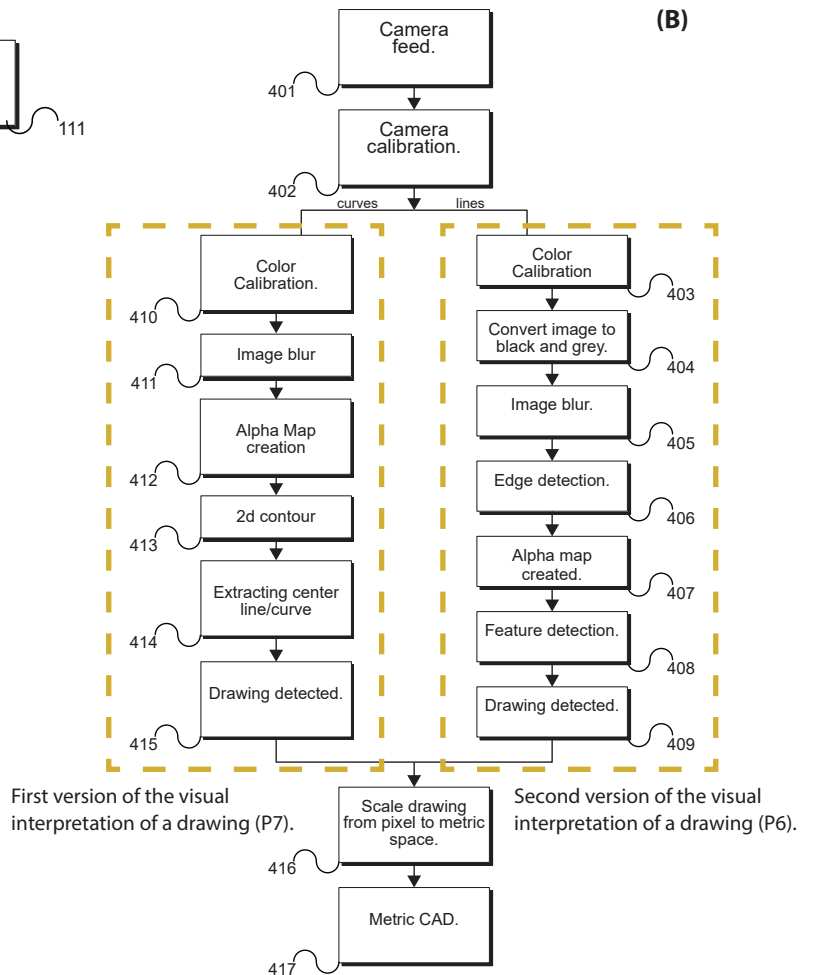 (B)
Camera
feed.
401
111
Camera
calibration.
402
curves
lines
Color
Calibration.
410
Image blur
411
Alpha Map
creation
412
2d contour
413
Extracting center
line/curve
414
Drawing detected.
415
Color
Calibration
403
Convert image to
black and grey.
404
Image blur.
405
Edge detection.
406
Alpha map
created.
407
Feature detection.
408
Drawing detected.
409
First version of the visual
interpretation of a drawing (P7).
Scale drawing
from pixel to metric
space.
416
Second version of the visual
interpretation of a drawing (P6).
Metric CAD.
417